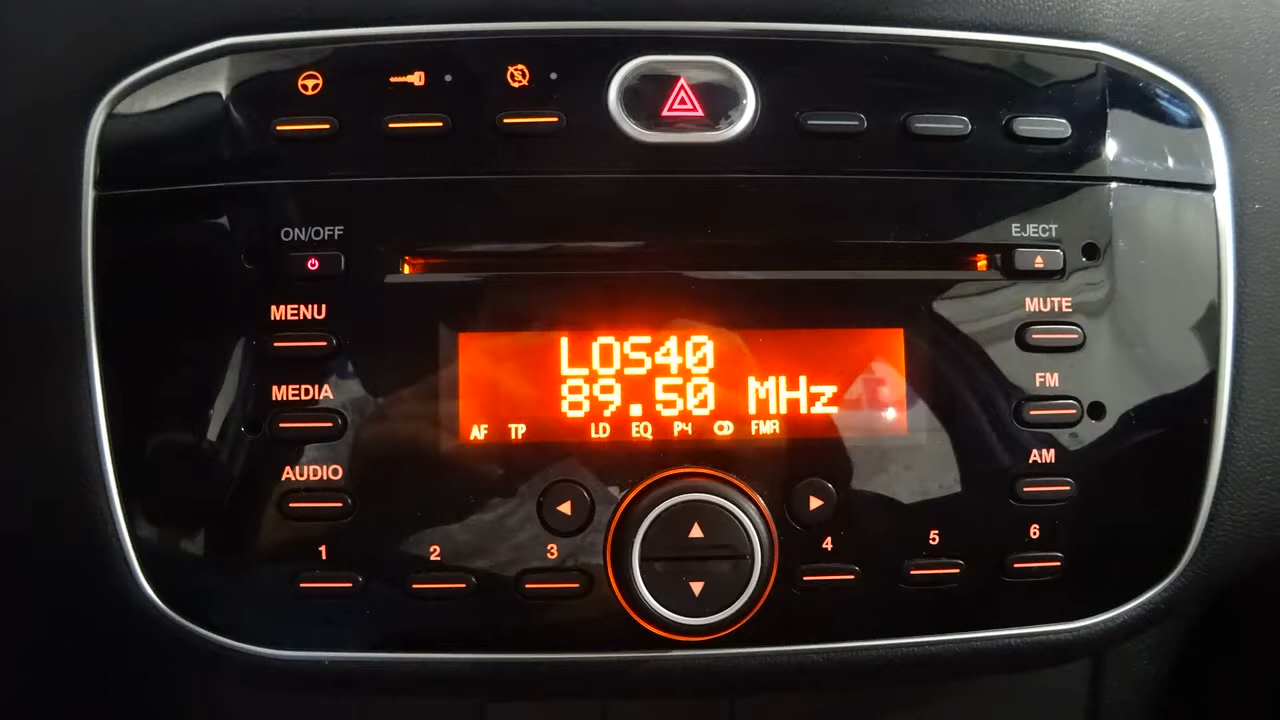 ON/OFF
EJECT
MENU
MUTE
LOS40
89.50 MHz
MEDIA
FM
AF TP LD EQ P4 FMA
AUDIO
AM
1 2 3 4 5 6